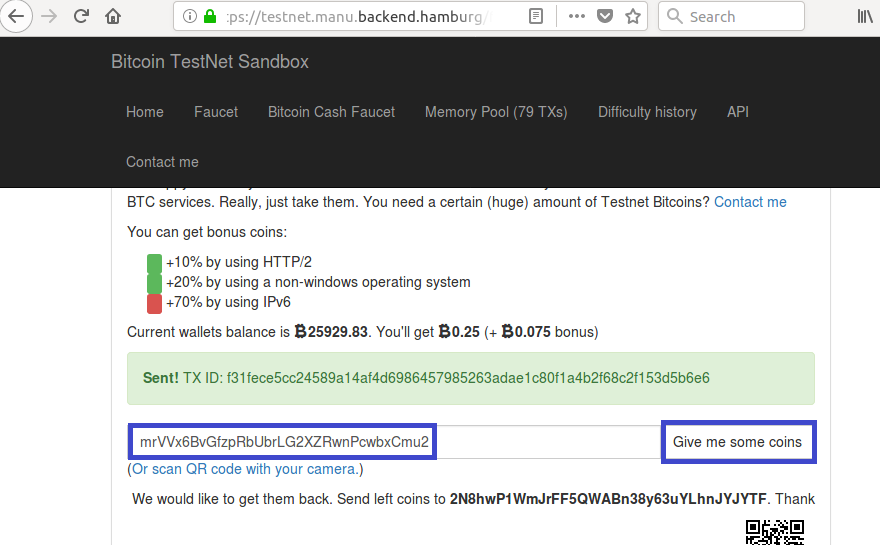 :ps://testnet.manu.backend.hamburg/
Search
Bitcoin TestNet Sandbox
Home Faucet Bitcoin Cash Faucet Memory Pool (79 TXs) Difficulty history API
Contact me
BTC services. Really, just take them. You need a certain (huge) amount of Testnet Bitcoins? Contact me
You can get bonus coins:
+10% by using HTTP/2
+20% by using a non-windows operating system
+70% by using IPv6
Current wallets balance is ₿25929.83. You'll get ₿0.25 (+ ₿0.075 bonus)
Sent! TX ID: f31fece5cc24589a14af4d6986457985263adae1c80f1a4b2f68c2f153d5b6e6
mrVVx6BvGfzpRbUbrLG2XZRwnPcwbxCmu2 Give me some coins
(Or scan QR code with your camera.)
We would like to get them back. Send left coins to 2N8hwP1WmJrFF5QWABn38y63uYLhnJYJYTF. Thank